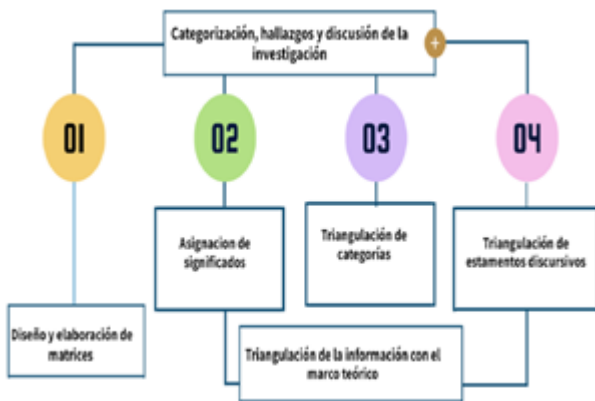 Categorización, hallazgos y discusión de la
investigación
+
01
02
03
04
Asignacion de
significados
Triangulación de
categorías
Triangulación de
estamentos discursivos
Diseño y elaboración de
matrices
Triangulación de la información con el
marco teórico